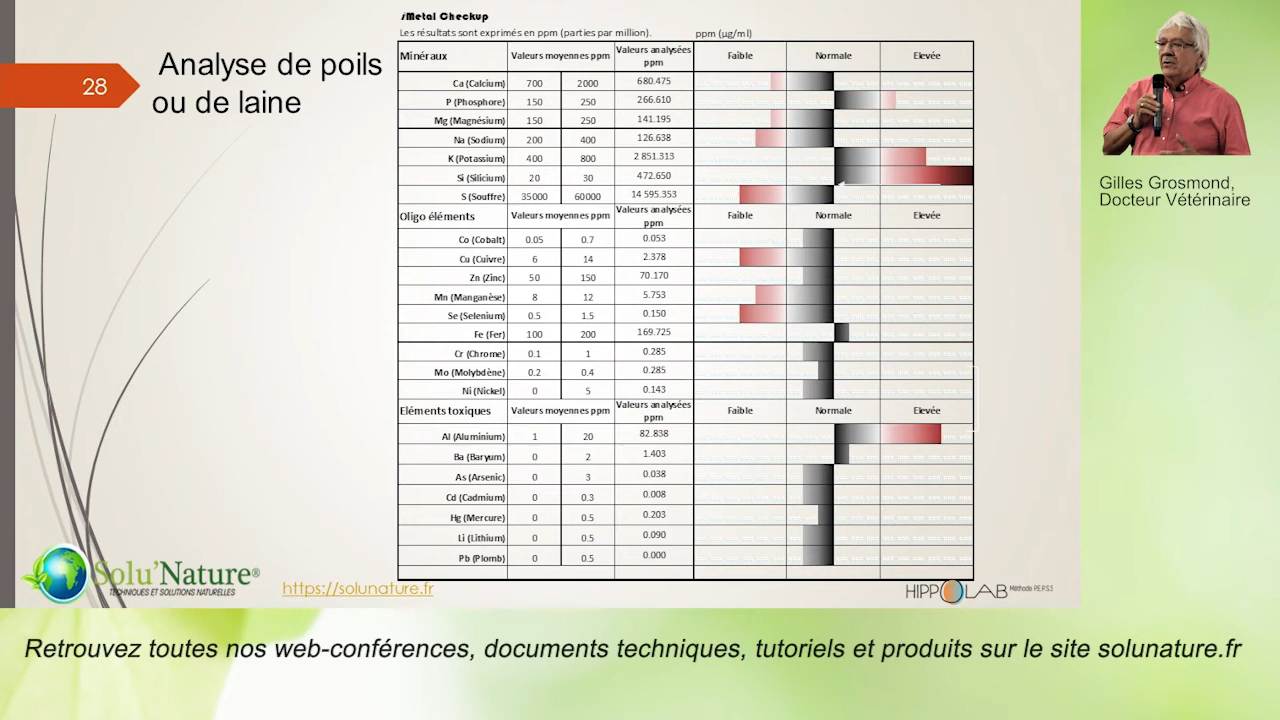 iMetal Checkup
Les résultats sont exprimés en ppm (parties par million). ppm (µg/ml)
28
Analyse de poils
ou de laine
Minéraux Valeurs moyennes ppm Valeurs analysées ppm Faible Normale Elevée
Ca (Calcium) 700 2000 680.475
P (Phosphore) 150 250 266.610
Mg (Magnésium) 150 250 141.195
Na (Sodium) 200 400 126.638
K (Potassium) 400 800 2 851.313
Si (Silicium) 20 30 472.650
S (Souffre) 35000 60000 14 595.353
Oligo éléments Valeurs moyennes ppm Valeurs analysées ppm Faible Normale Elevée
Co (Cobalt) 0.05 0.7 0.053
Cu (Cuivre) 6 14 2.378
Zn (Zinc) 50 150 70.170
Mn (Manganèse) 8 12 5.753
Se (Selenium) 0.5 1.5 0.150
Fe (Fer) 100 200 169.725
Cr (Chrome) 0.1 1 0.285
Mo (Molybdène) 0.2 0.4 0.285
Ni (Nickel) 0 5 0.143
Eléments toxiques Valeurs moyennes ppm Valeurs analysées ppm Faible Normale Elevée
Al (Aluminium) 1 20 82.838
Ba (Baryum) 0 2 1.403
As (Arsenic) 0 3 0.038
Cd (Cadmium) 0 0.3 0.008
Hg (Mercure) 0 0.5 0.203
Li (Lithium) 0 0.5 0.090
Pb (Plomb) 0 0.5 0.000
Gilles Grosmond,
Docteur Vétérinaire
Solu'Nature®
TECHNIQUES ET SOLUTIONS NATURELLES
https://solunature.fr
HIPPOLAB Méthode P.E.P.S.S
Retrouvez toutes nos web-conférences, documents techniques, tutoriels et produits sur le site solunature.fr